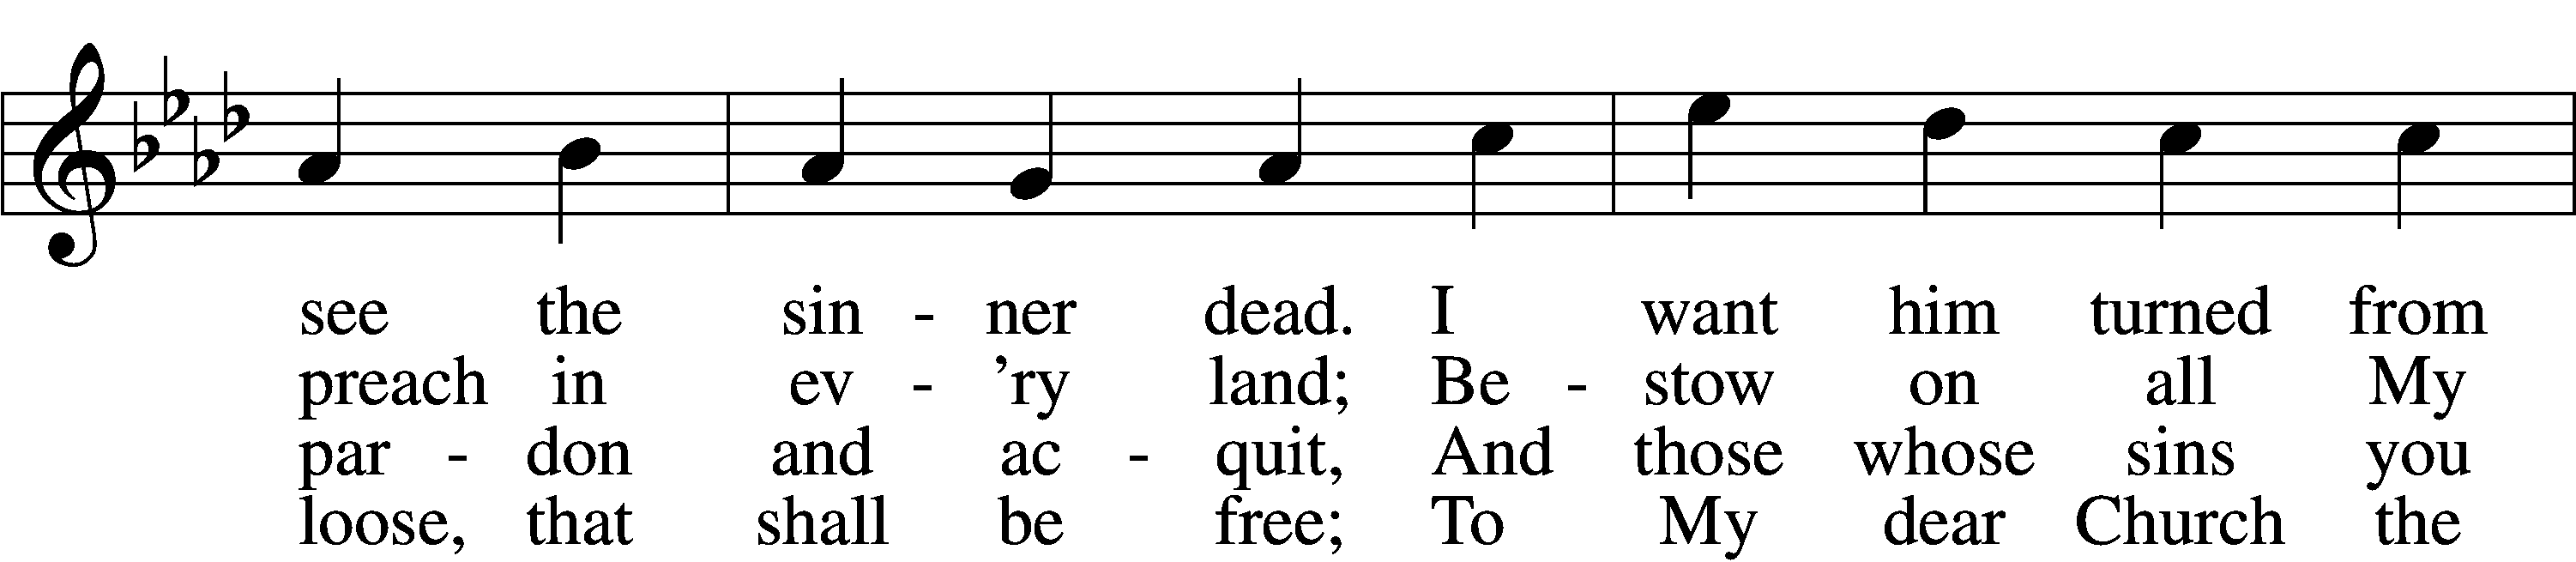 see the sin - ner dead. I want him turned from
preach in ev - ’ry land; Be - stow on all My
par - don and ac - quit, And those whose sins you
loose, that shall be free; To My dear Church the